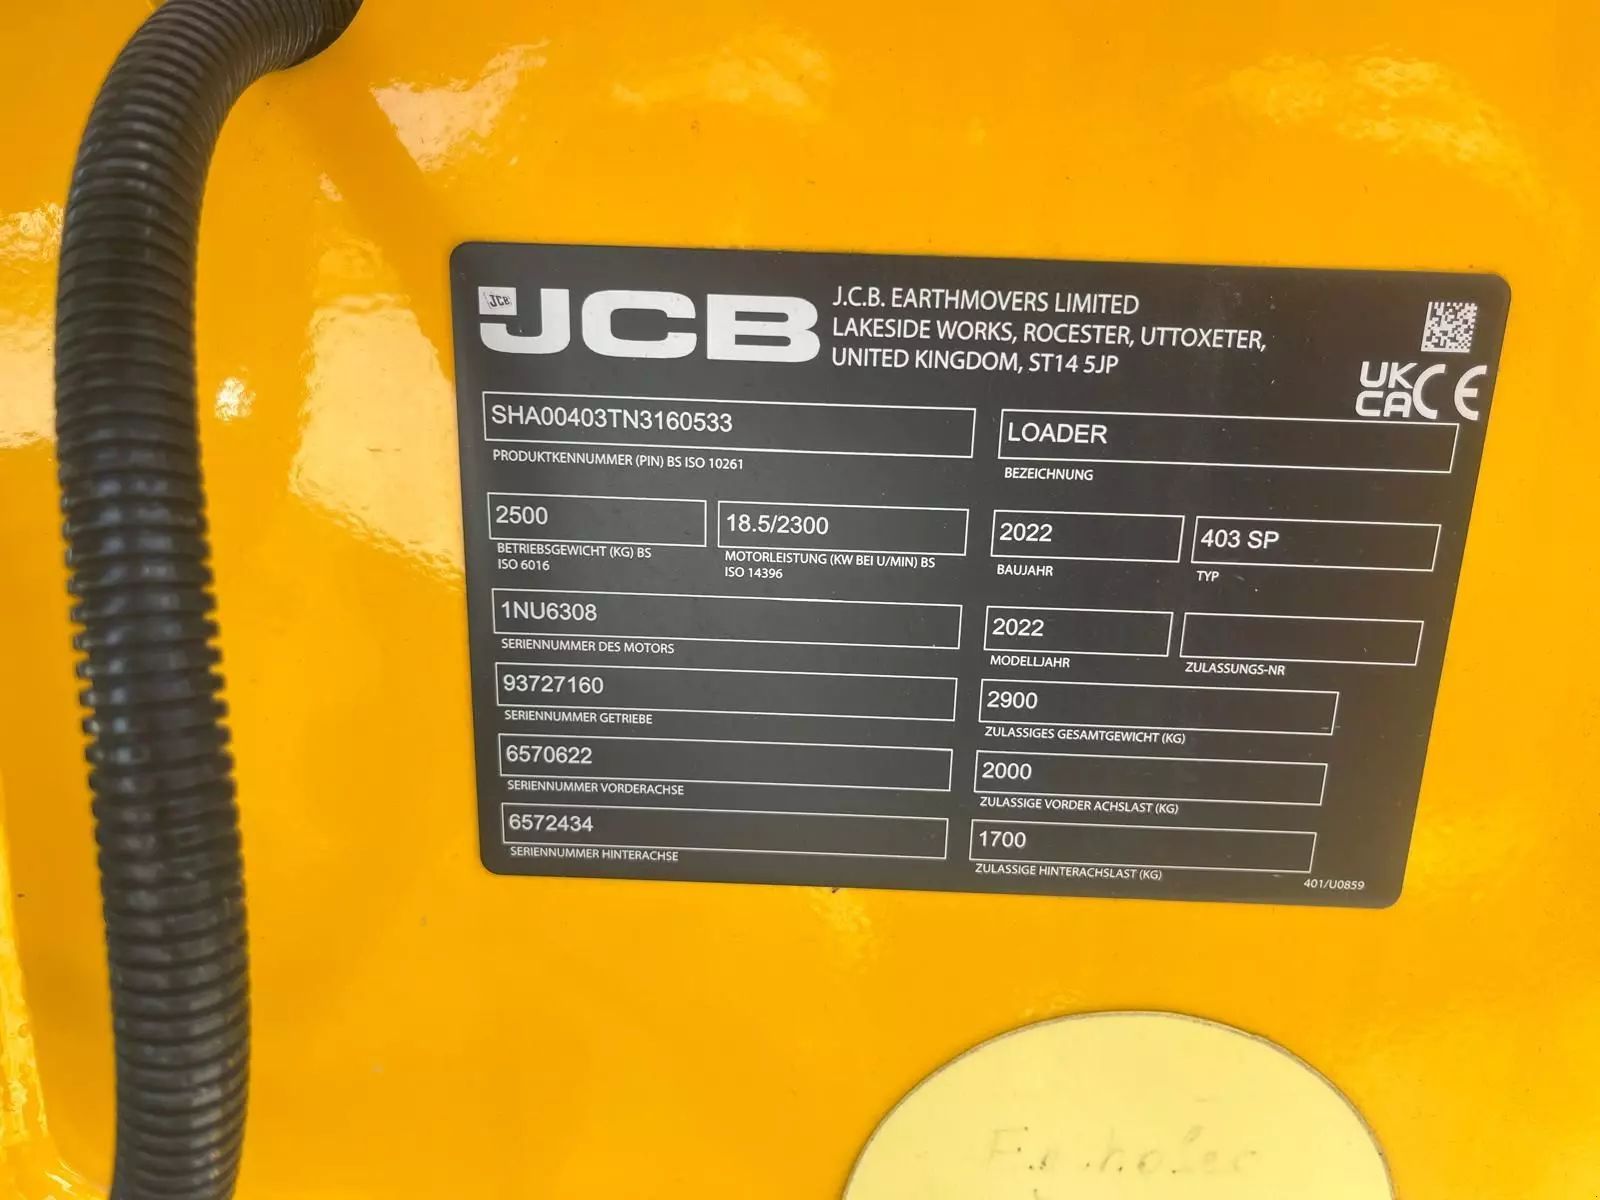 JCB JCB
J.C.B. EARTHMOVERS LIMITED
LAKESIDE WORKS, ROCESTER, UTTOXETER,
UNITED KINGDOM, ST14 5JP
UK
CA CE
SHA00403TN3160533
PRODUKTKENNUMMER (PIN) BS ISO 10261
LOADER
BEZEICHNUNG
2500
BETRIEBSGEWICHT (KG) BS
ISO 6016
18.5/2300
MOTORLEISTUNG (KW BEI U/MIN) BS
ISO 14396
2022
BAUJAHR
403 SP
TYP
1NU6308
SERIENNUMMER DES MOTORS
2022
MODELLJAHR
ZULASSUNGS-NR
93727160
SERIENNUMMER GETRIEBE
2900
ZULASSIGES GESAMTGEWICHT (KG)
6570622
SERIENNUMMER VORDERACHSE
2000
ZULASSIGE VORDER ACHSLAST (KG)
6572434
SERIENNUMMER HINTERACHSE
1700
ZULASSIGE HINTERACHSLAST (KG)
401/U0859